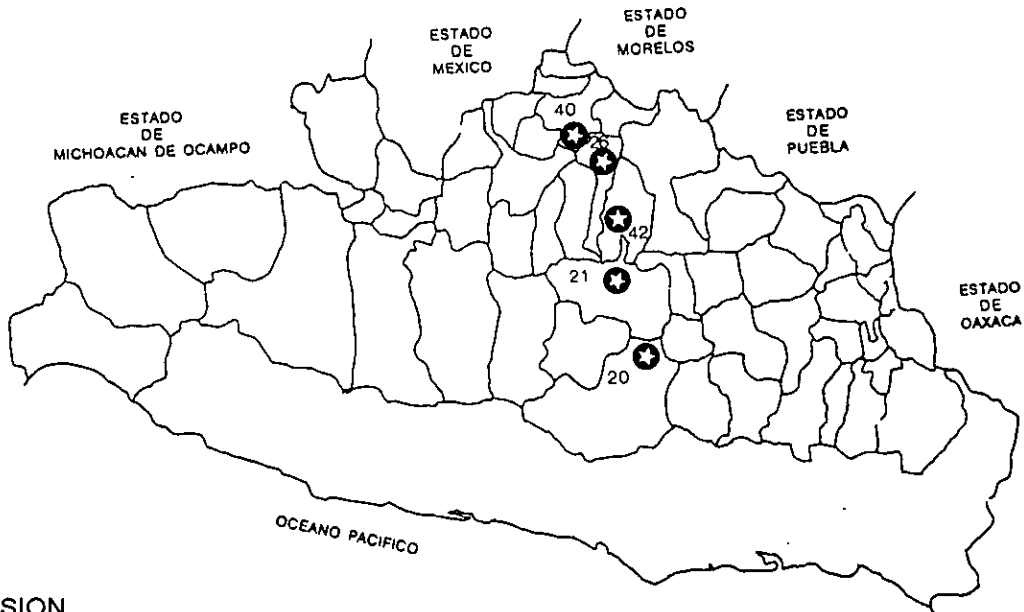 ESTADO
DE
MORELOS
ESTADO
DE
MEXICO
ESTADO
DE
MICHOACAN DE OCAMPO
ESTADO
DE
PUEBLA
40
26
42
21
20
ESTADO
DE
OAXACA
OCEANO PACIFICO
SION